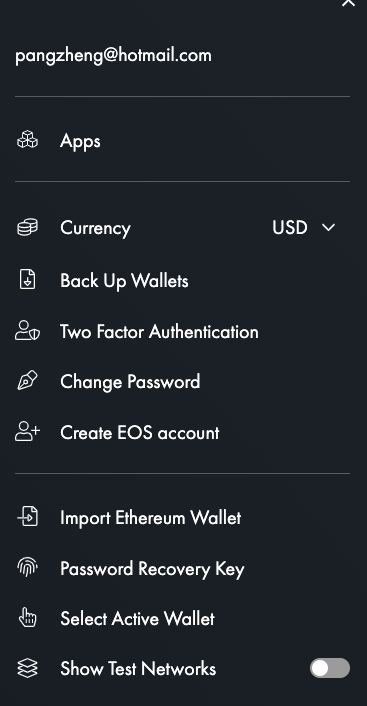 pangzheng@hotmail.com
Apps
Currency USD
Back Up Wallets
Two Factor Authentication
Change Password
Create EOS account
Import Ethereum Wallet
Password Recovery Key
Select Active Wallet
Show Test Networks